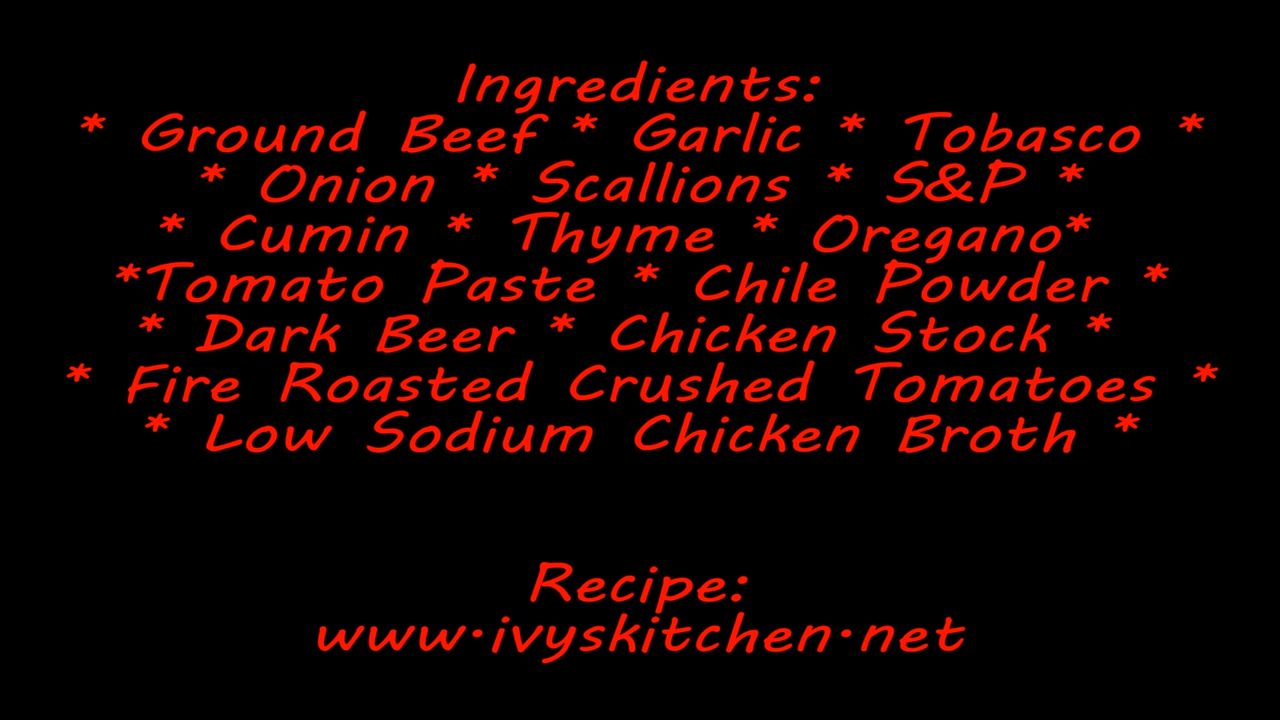 Ingredients:
* Ground Beef * Garlic * Tobasco *
* Onion * Scallions * S&P *
* Cumin * Thyme * Oregano*
*Tomato Paste * Chile Powder *
* Dark Beer * Chicken Stock *
* Fire Roasted Crushed Tomatoes *
* Low Sodium Chicken Broth *
Recipe:
www.ivyskitchen.net